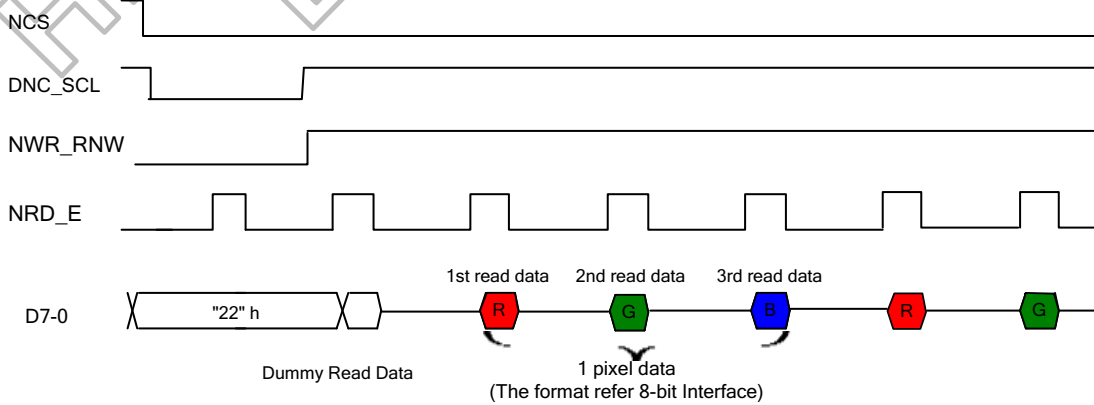 NCS
DNC_SCL
NWR_RNW
NRD_E
1st read data 2nd read data 3rd read data
D7-0 "22" h R G B R G
Dummy Read Data 1 pixel data
(The format refer 8-bit Interface)